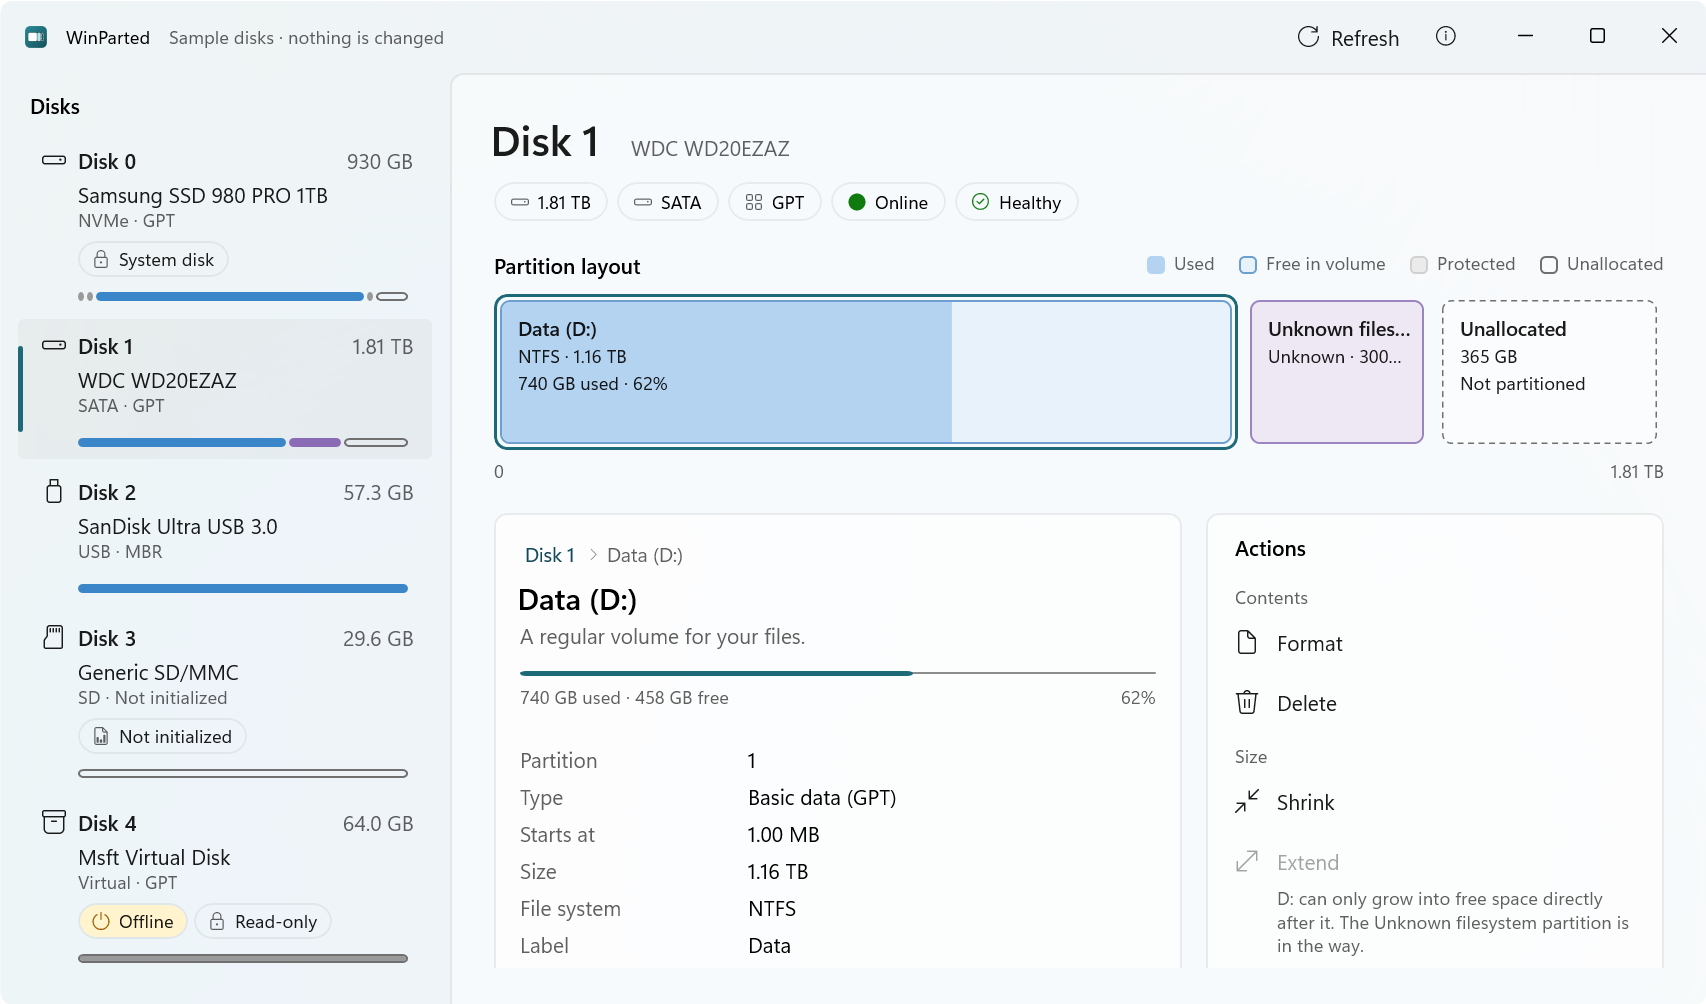 WinParted
Sample disks · nothing is changed
Refresh
Disks
Disk 0
930 GB
Samsung SSD 980 PRO 1TB
NVMe · GPT
System disk
Disk 1
1.81 TB
WDC WD20EZAZ
SATA · GPT
Disk 2
57.3 GB
SanDisk Ultra USB 3.0
USB · MBR
Disk 3
29.6 GB
Generic SD/MMC
SD · Not initialized
Not initialized
Disk 4
64.0 GB
Msft Virtual Disk
Virtual · GPT
Offline
Read-only
Disk 1
WDC WD20EZAZ
1.81 TB
SATA
GPT
Online
Healthy
Partition layout
Used
Free in volume
Protected
Unallocated
Data (D:)
NTFS · 1.16 TB
740 GB used · 62%
Unknown files...
Unknown · 300...
Unallocated
365 GB
Not partitioned
0
1.81 TB
Disk 1 > Data (D:)
Data (D:)
A regular volume for your files.
740 GB used · 458 GB free
62%
Partition
1
Type
Basic data (GPT)
Starts at
1.00 MB
Size
1.16 TB
File system
NTFS
Label
Data
Actions
Contents
Format
Delete
Size
Shrink
Extend
D: can only grow into free space directly
after it. The Unknown filesystem partition is
in the way.